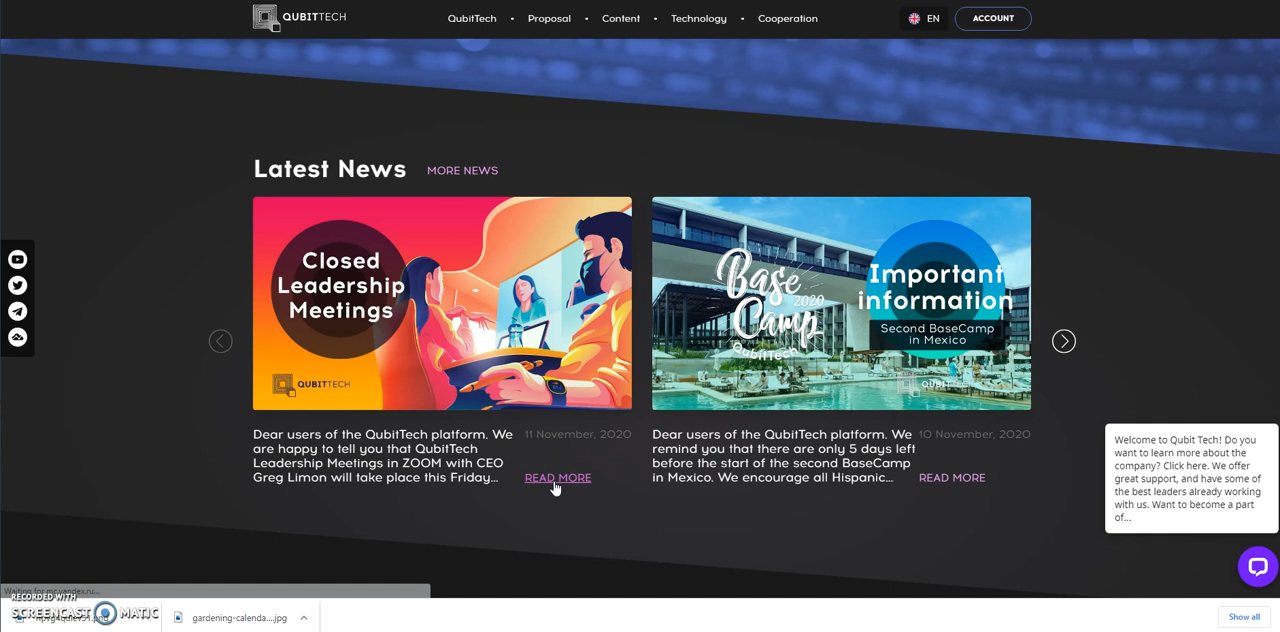 QUBITTECH
QubitTech • Proposal • Content • Technology • Cooperation
EN
ACCOUNT
Latest News
MORE NEWS
Closed
Leadership
Meetings
QUBITTECH
Base
2020
Camp
QubitTech
Important
information
Second BaseCamp
in Mexico
Dear users of the QubitTech platform. We
are happy to tell you that QubitTech
Leadership Meetings in ZOOM with CEO
Greg Limon will take place this Friday...
11 November, 2020
READ MORE
Dear users of the QubitTech platform. We
remind you that there are only 5 days left
before the start of the second BaseCamp
in Mexico. We encourage all Hispanic...
10 November, 2020
READ MORE
Welcome to Qubit Tech! Do you
want to learn more about the
company? Click here. We offer
great support, and have some of
the best leaders already working
with us. Want to become a part
of...
Waiting for mc.yandex.ru...
RECORDED WITH
SCREENCAST MATIC
gardening-calenda....jpg
Show all